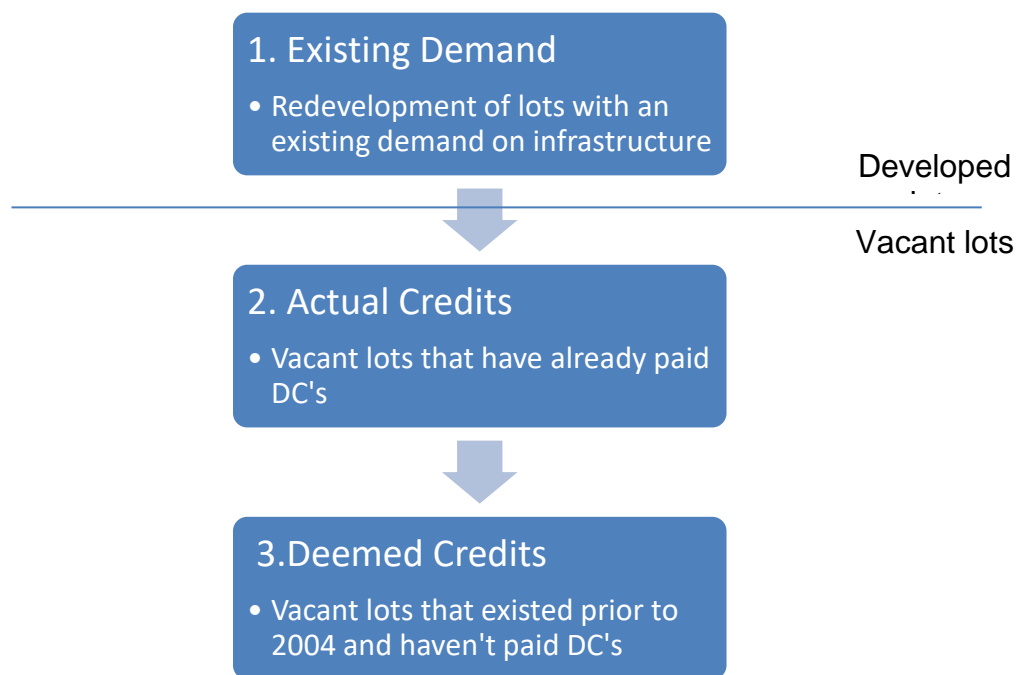 1. Existing Demand
• Redevelopment of lots with an
existing demand on infrastructure
Developed
Vacant lots
2. Actual Credits
• Vacant lots that have already paid
DC's
3.Deemed Credits
• Vacant lots that existed prior to
2004 and haven't paid DC's